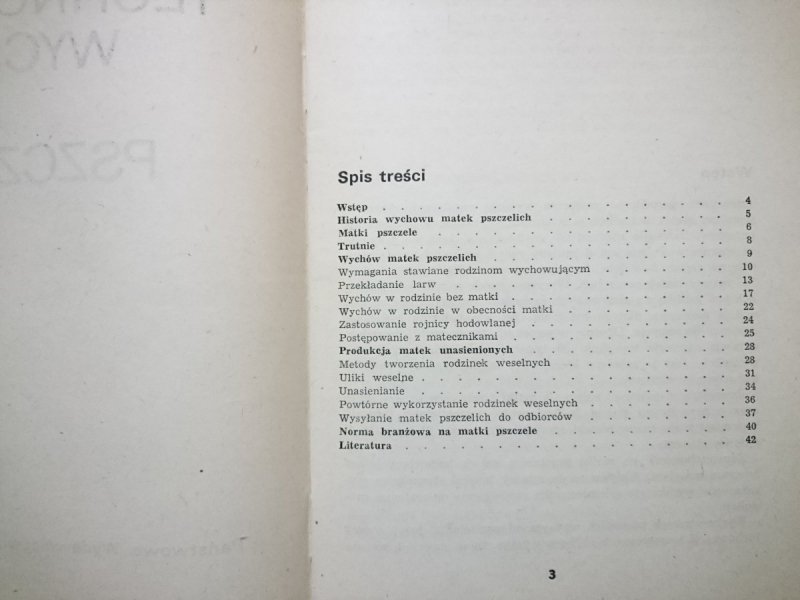 Spis treści
Wstęp . . . . . . . . . . . . . . . . . . . . 4
Historia wychowu matek pszczelich . . . . . . . . . . 5
Matki pszczele . . . . . . . . . . . . . . . . . 6
Trutnie . . . . . . . . . . . . . . . . . . . 8
Wychów matek pszczelich . . . . . . . . . . . . . 9
Wymagania stawiane rodzinom wychowującym . . . . . . . 10
Przekładanie larw . . . . . . . . . . . . . . . 13
Wychów w rodzinie bez matki . . . . . . . . . . . . 17
Wychów w rodzinie w obecności matki . . . . . . . . . 22
Zastosowanie rojnicy hodowlanej . . . . . . . . . . . 24
Postępowanie z matecznikami . . . . . . . . . . . . 25
Produkcja matek unasienionych . . . . . . . . . . . 28
Metody tworzenia rodzinek weselnych . . . . . . . . . 28
Uliki weselne . . . . . . . . . . . . . . . . . 31
Unasienianie . . . . . . . . . . . . . . . . . 34
Powtórne wykorzystanie rodzinek weselnych . . . . . . . . 36
Wysyłanie matek pszczelich do odbiorców . . . . . . . . 37
Norma branżowa na matki pszczele . . . . . . . . . . 40
Literatura . . . . . . . . . . . . . . . . . . 42
3